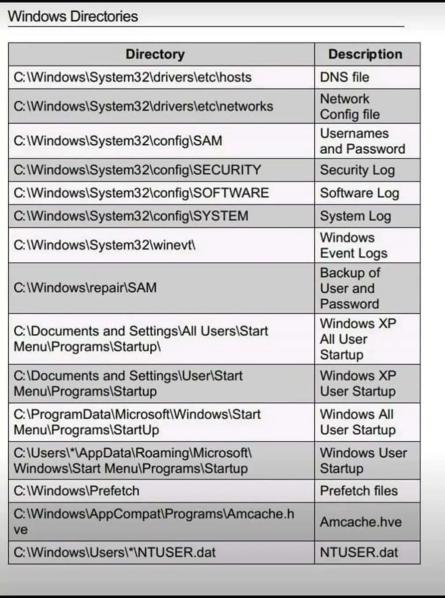 Windows Directories
Directory Description
C:\Windows\System32\drivers\etc\hosts DNS file
C:\Windows\System32\drivers\etc\networks Network
Config file
C:\Windows\System32\config\SAM Usernames
and Password
C:\Windows\System32\config\SECURITY Security Log
C:\Windows\System32\config\SOFTWARE Software Log
C:\Windows\System32\config\SYSTEM System Log
C:\Windows\System32\winevt\ Windows
Event Logs
C:\Windows\repair\SAM Backup of
User and
Password
C:\Documents and Settings\All Users\Start
Menu\Programs\Startup\ Windows XP
All User
Startup
C:\Documents and Settings\User\Start
Menu\Programs\Startup Windows XP
User Startup
C:\ProgramData\Microsoft\Windows\Start
Menu\Programs\StartUp Windows All
User Startup
C:\Users\*\AppData\Roaming\Microsoft\
Windows\Start Menu\Programs\Startup Windows User
Startup
C:\Windows\Prefetch Prefetch files
C:\Windows\AppCompat\Programs\Amcache.h
ve Amcache.hve
C:\Windows\Users\*\NTUSER.dat NTUSER.dat